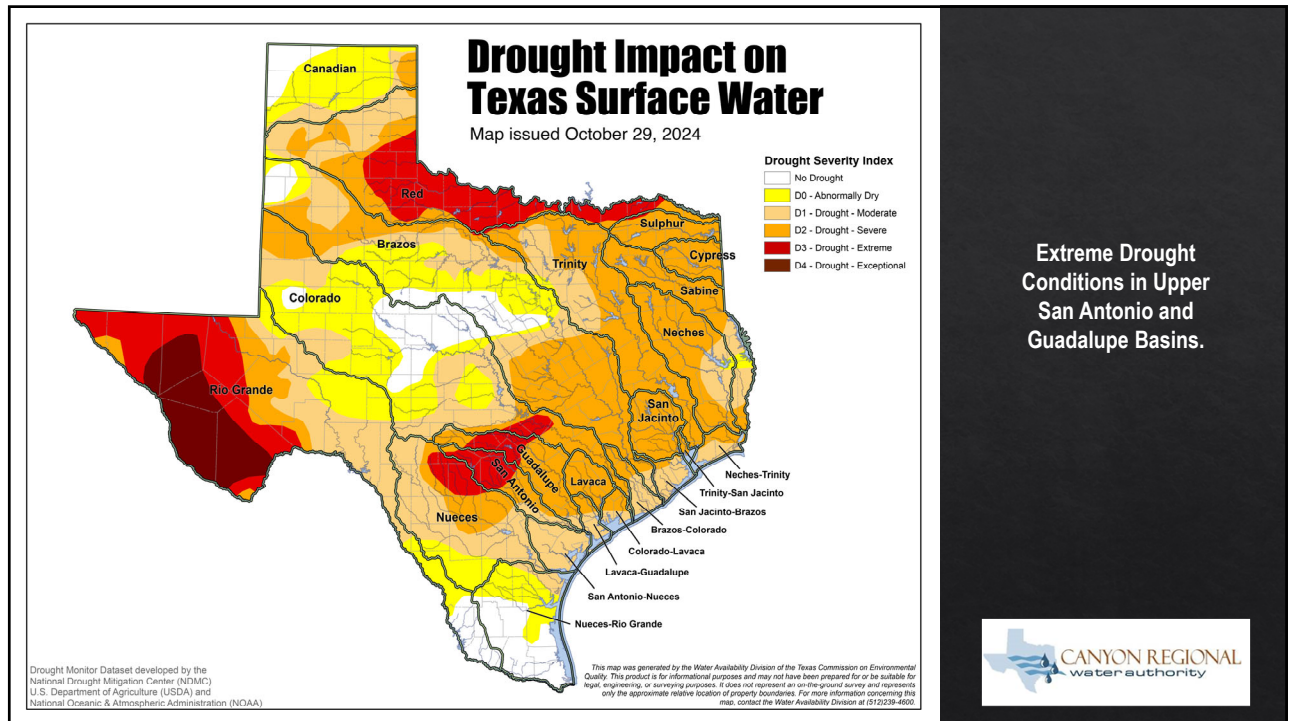 Drought Impact on
Texas Surface Water
Map issued October 29, 2024
Drought Severity Index
No Drought
D0 - Abnormally Dry
D1 - Drought - Moderate
D2 - Drought - Severe
D3 - Drought - Extreme
D4 - Drought - Exceptional
Canadian
Red
Sulphur
Cypress
Brazos
Trinity
Sabine
Colorado
Neches
Rio Grande
San
Jacinto
Guadalupe
San Antonio
Lavaca
Nueces
Neches-Trinity
Trinity-San Jacinto
San Jacinto-Brazos
Brazos-Colorado
Colorado-Lavaca
Lavaca-Guadalupe
San Antonio-Nueces
Nueces-Rio Grande
Drought Monitor Dataset developed by the
National Drought Mitigation Center (NDMC)
U.S. Department of Agriculture (USDA) and
National Oceanic & Atmospheric Administration (NOAA)
This map was generated by the Water Availability Division of the Texas Commission on Environmental
Quality. This product is for informational purposes and may not have been prepared for or be suitable for
legal, engineering, or surveying purposes. It does not represent an on-the-ground survey and represents
only the approximate relative location of property boundaries. For more information concerning this
map, contact the Water Availability Division at (512)239-4600.
Extreme Drought
Conditions in Upper
San Antonio and
Guadalupe Basins.
CANYON REGIONAL
water authority